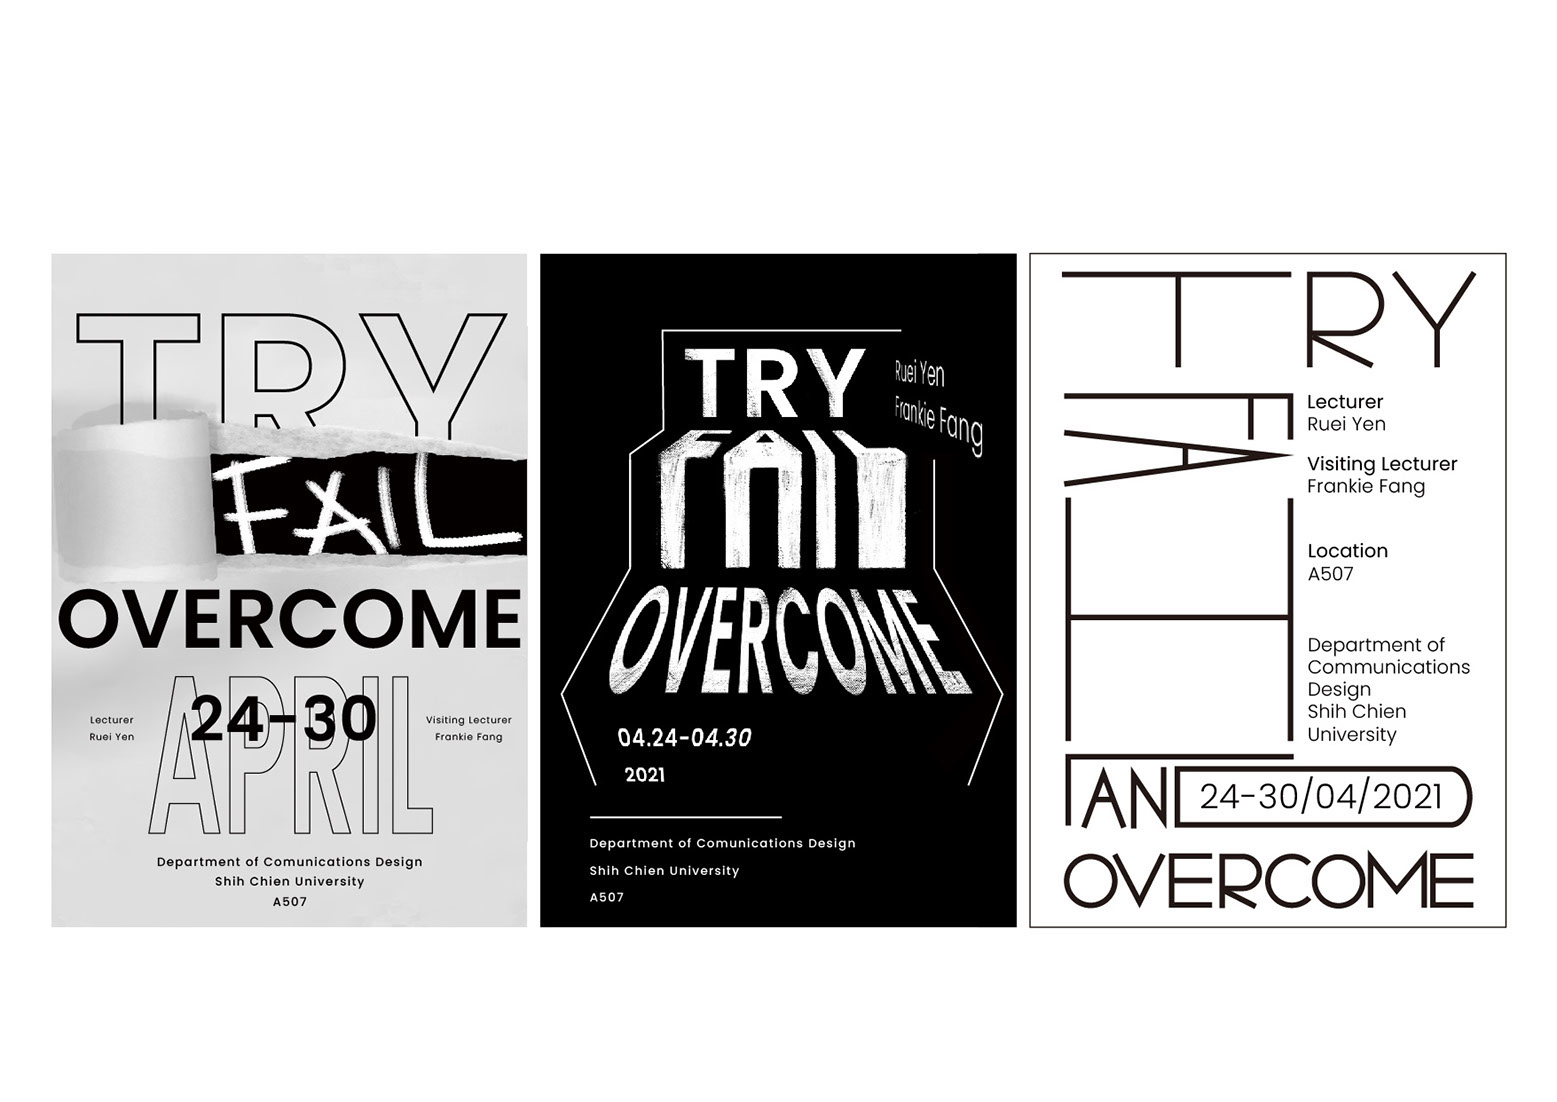 TRY
FAIL
OVERCOME
APRIL
24-30
Lecturer
Ruei Yen
Visiting Lecturer
Frankie Fang
Department of Comunications Design
Shih Chien University
A507
TRY
Ruei Yen
Frankie Fang
FAIL
OVERCOME
04.24-04.30
2021
Department of Comunications Design
Shih Chien University
A507
TRY
FAIL
Lecturer
Ruei Yen
Visiting Lecturer
Frankie Fang
Location
A507
Department of
Communications
Design
Shih Chien
University
AND
24-30/04/2021
OVERCOME